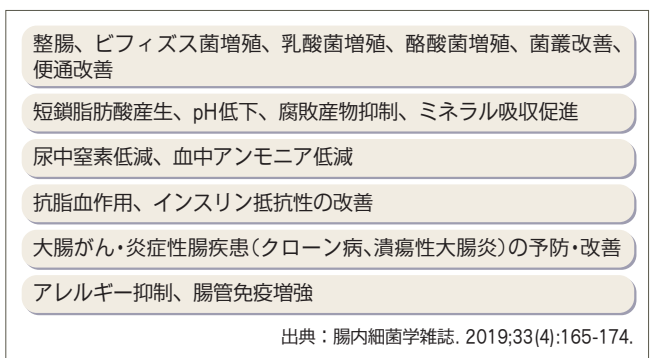 整腸、ビフィズス菌増殖、乳酸菌増殖、酪酸菌増殖、菌叢改善、
便通改善
短鎖脂肪酸産生、pH低下、腐敗産物抑制、ミネラル吸収促進
尿中窒素低減、血中アンモニア低減
抗脂血作用、インスリン抵抗性の改善
大腸がん・炎症性腸疾患(クローン病、潰瘍性大腸炎)の予防・改善
アレルギー抑制、腸管免疫増強
出典：腸内細菌学雑誌. 2019;33(4):165-174.